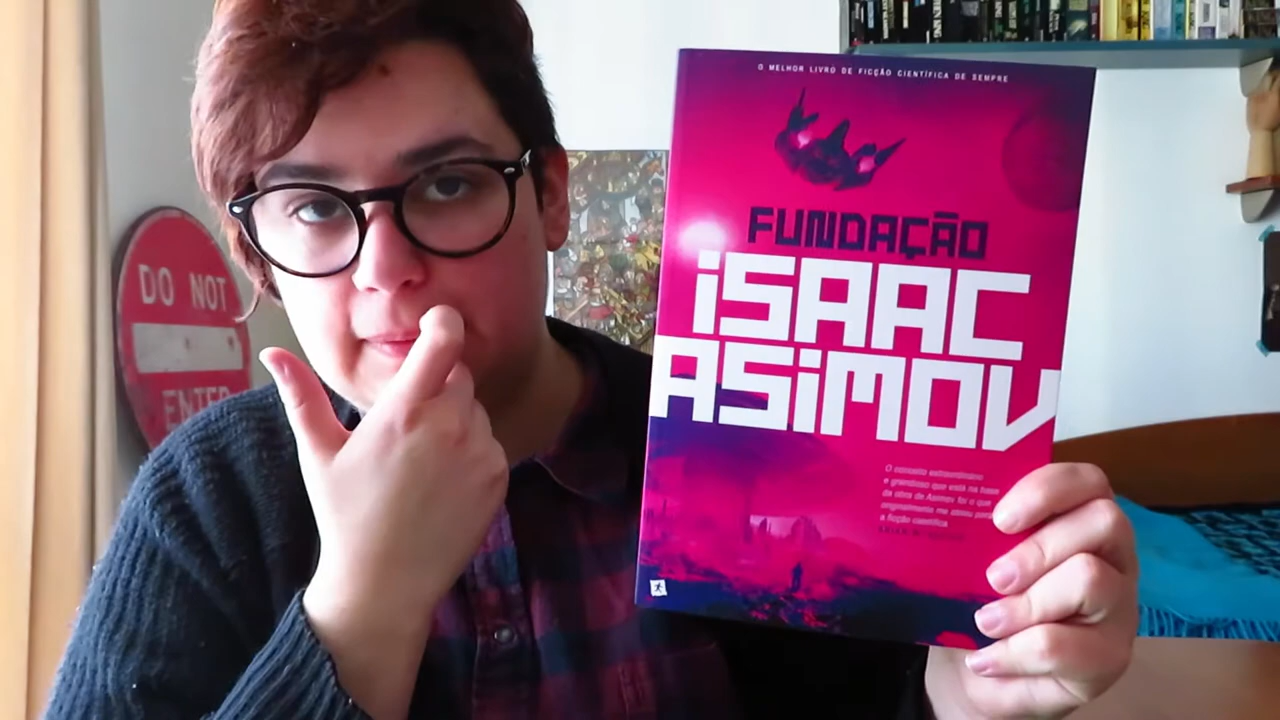 DO NOT
ENTER
O MELHOR LIVRO DE FICÇÃO CIENTÍFICA DE SEMPRE
FUNDAÇÃO
iSAAC
ASiMOV
O conceito extraordinário
e grandioso que está na base
da obra de Asimov foi o que
originalmente me atraiu para
a ficção científica.